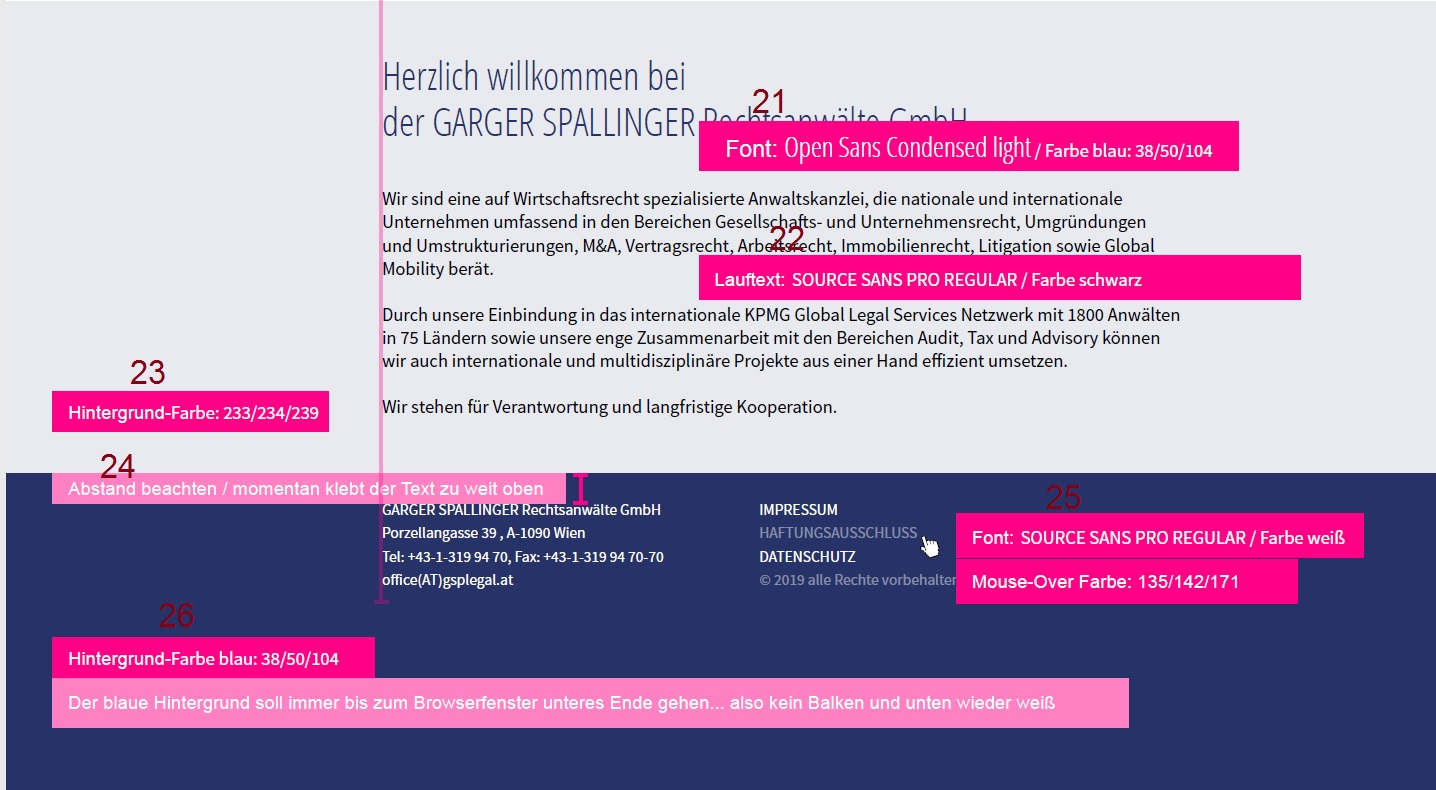 Herzlich willkommen bei
21
der GARGER SPALLINGER Rechtsanwälte GmbH
Font: Open Sans Condensed light / Farbe blau: 38/50/104
Wir sind eine auf Wirtschaftsrecht spezialisierte Anwaltskanzlei, die nationale und internationale
Unternehmen umfassend in den Bereichen Gesellschafts- und Unternehmensrecht, Umgründungen
22
und Umstrukturierungen, M&A, Vertragsrecht, Arbeitsrecht, Immobilienrecht, Litigation sowie Global
Mobility berät.
Lauftext: SOURCE SANS PRO REGULAR / Farbe schwarz
Durch unsere Einbindung in das internationale KPMG Global Legal Services Netzwerk mit 1800 Anwälten
in 75 Ländern sowie unsere enge Zusammenarbeit mit den Bereichen Audit, Tax und Advisory können
wir auch internationale und multidisziplinäre Projekte aus einer Hand effizient umsetzen.
23
Hintergrund-Farbe: 233/234/239
Wir stehen für Verantwortung und langfristige Kooperation.
24
Abstand beachten / momentan klebt der Text zu weit oben
GARGER SPALLINGER Rechtsanwälte GmbH
Porzellangasse 39 , A-1090 Wien
Tel: +43-1-319 94 70, Fax: +43-1-319 94 70-70
office(AT)gsplegal.at
IMPRESSUM
HAFTUNGSAUSSCHLUSS
DATENSCHUTZ
© 2019 alle Rechte vorbehalten
25
Font: SOURCE SANS PRO REGULAR / Farbe weiß
Mouse-Over Farbe: 135/142/171
26
Hintergrund-Farbe blau: 38/50/104
Der blaue Hintergrund soll immer bis zum Browserfenster unteres Ende gehen... also kein Balken und unten wieder weiß